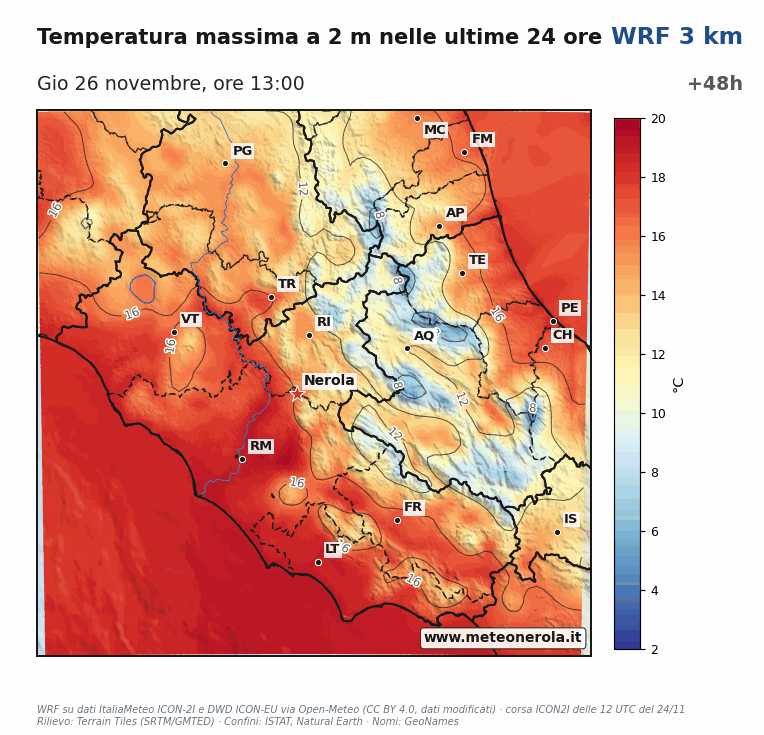 Temperatura massima a 2 m nelle ultime 24 ore WRF 3 km
Gio 26 novembre, ore 13:00 +48h
MC
FM
PG
12
8
16
AP
TE
8
TR
16
16
PE
VT
RI
CH
16
AQ
Nerola
8
12
8
12
RM
16
FR
IS
LT
16
16
www.meteonerola.it
20
18
16
14
12
10
8
6
4
2
°C
WRF su dati ItaliaMeteo ICON-2I e DWD ICON-EU via Open-Meteo (CC BY 4.0, dati modificati) · corsa ICON2I delle 12 UTC del 24/11
Rilievo: Terrain Tiles (SRTM/GMTED) · Confini: ISTAT, Natural Earth · Nomi: GeoNames